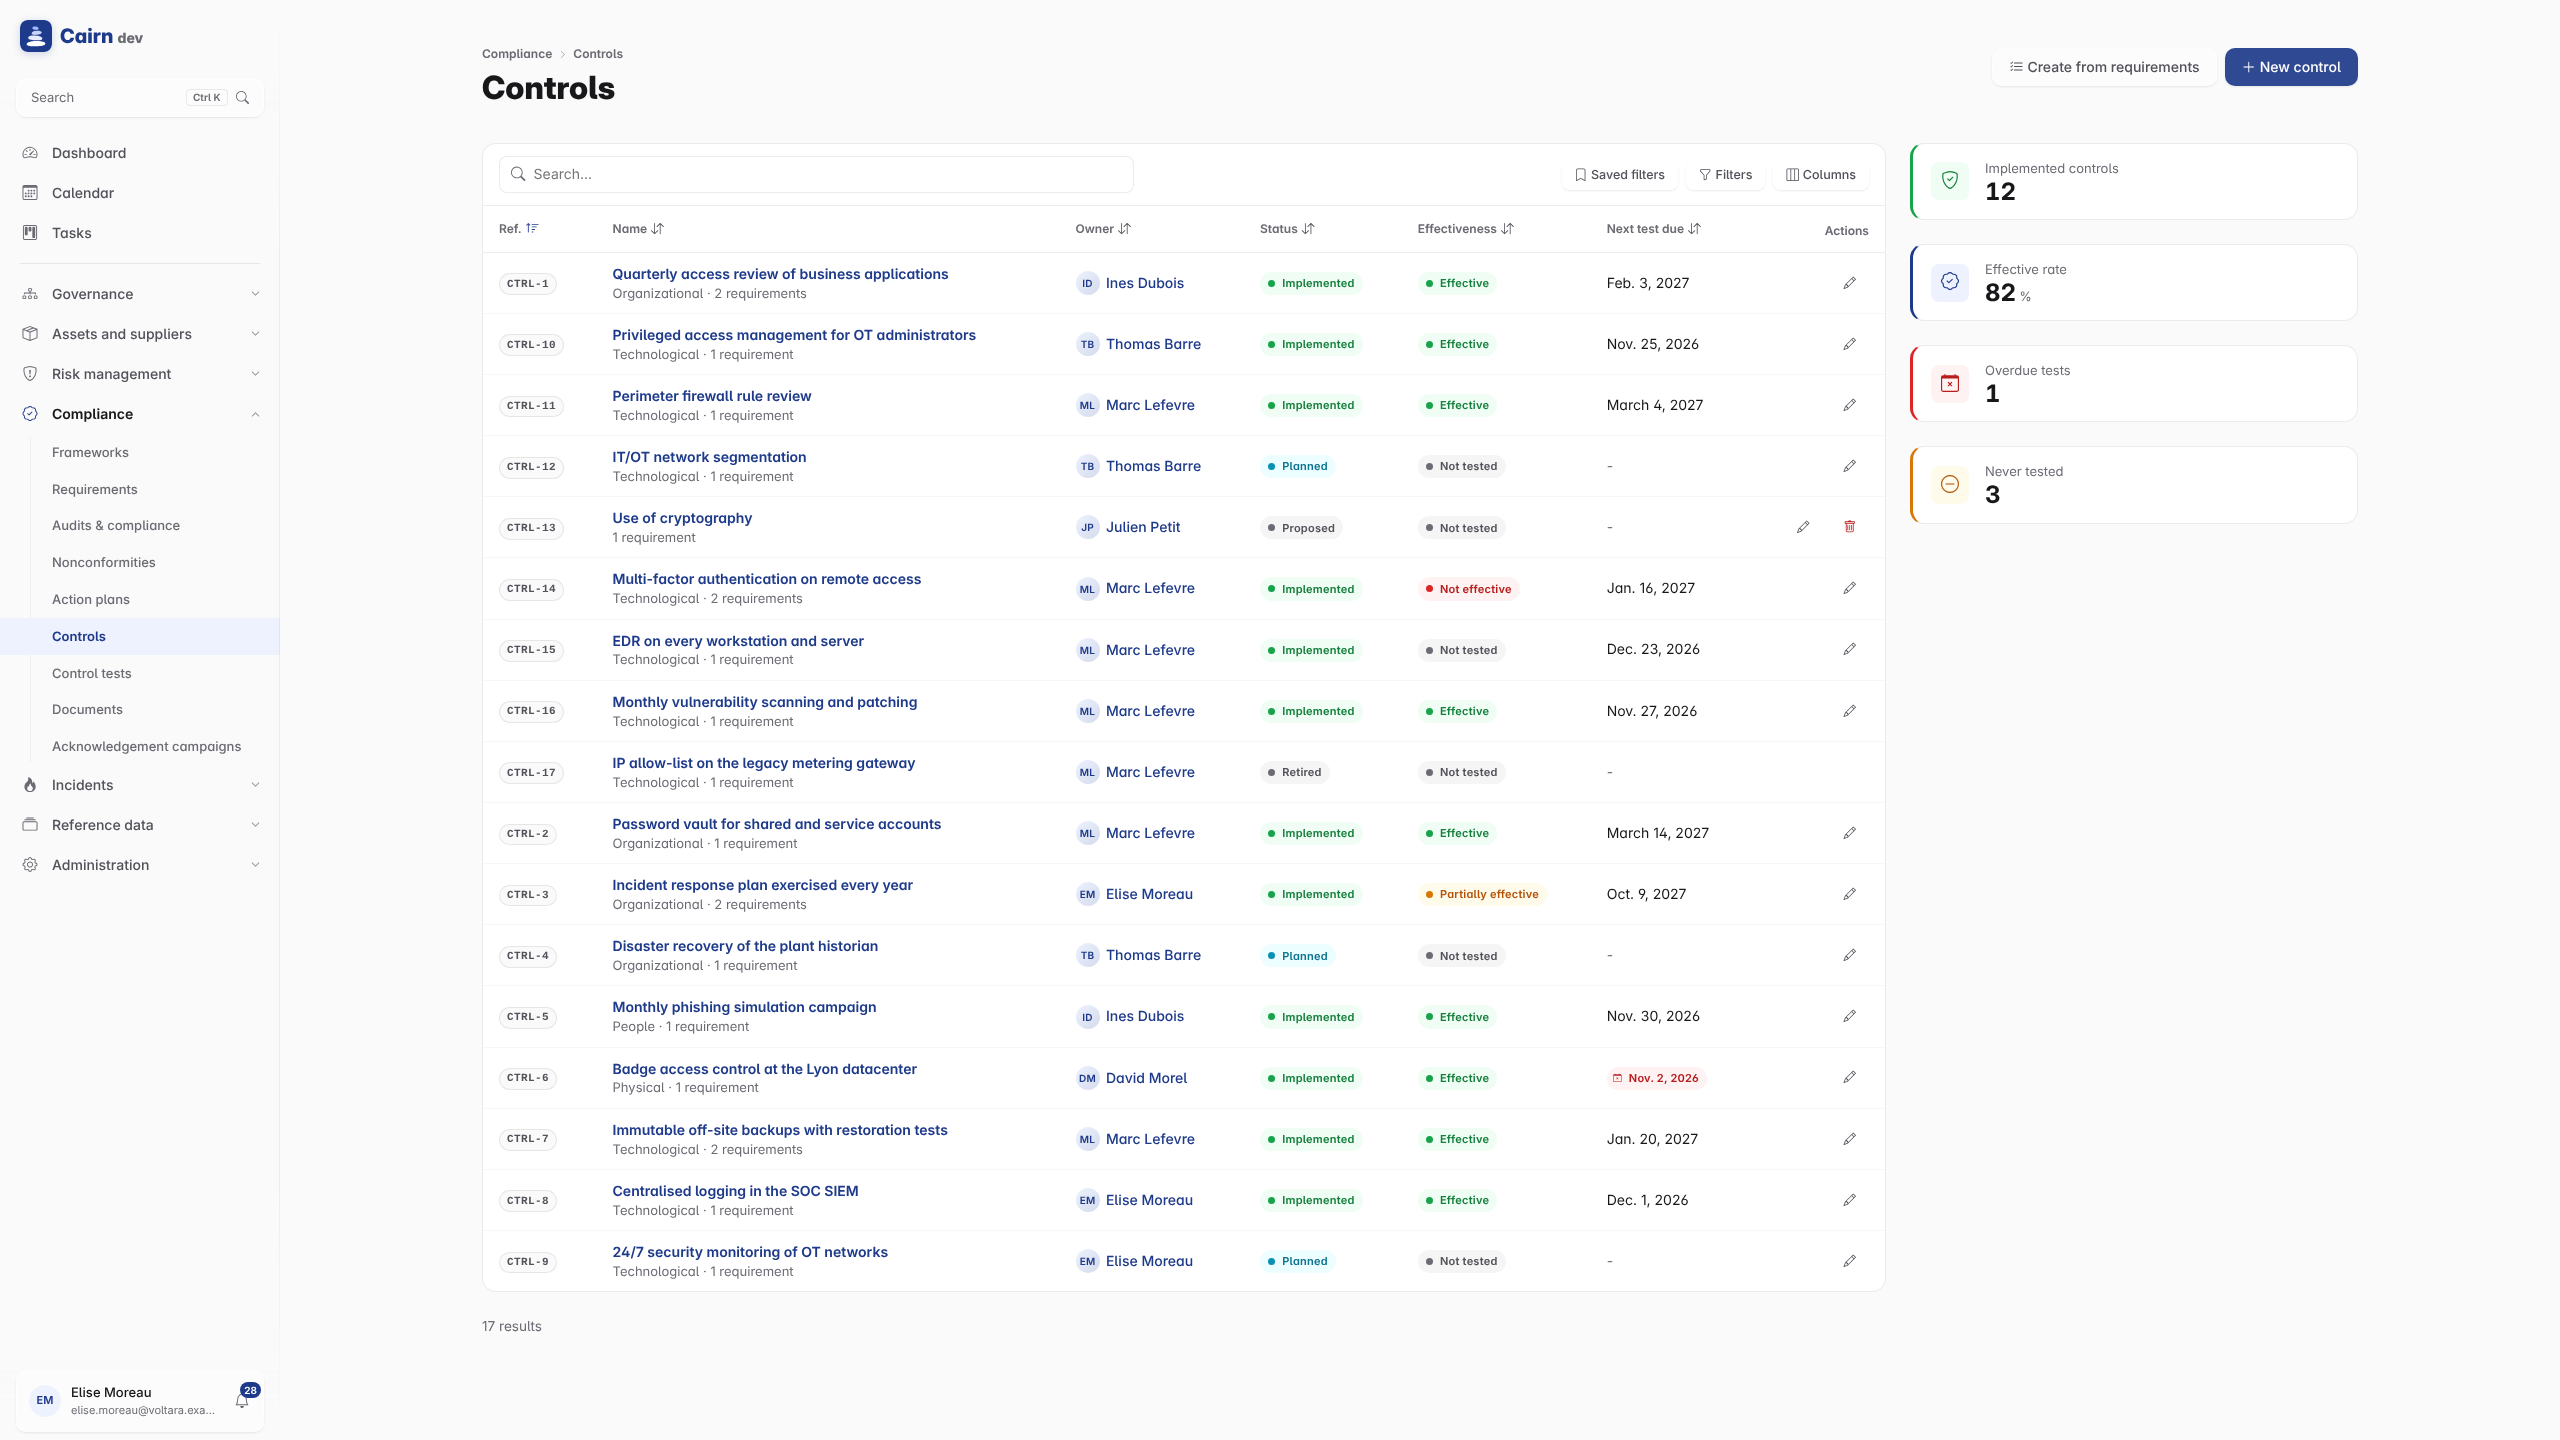 Cairn dev
Search Ctrl K
Dashboard
Calendar
Tasks
Governance
Assets and suppliers
Risk management
Compliance
Frameworks
Requirements
Audits & compliance
Nonconformities
Action plans
Controls
Control tests
Documents
Acknowledgement campaigns
Incidents
Reference data
Administration
EM Elise Moreau 28
elise.moreau@voltara.exa...
Compliance > Controls
Controls
Create from requirements
+ New control
Search...
Saved filters Filters Columns
Ref. Name Owner Status Effectiveness Next test due Actions
CTRL-1 Quarterly access review of business applications ID Ines Dubois Implemented Effective Feb. 3, 2027
Organizational · 2 requirements
CTRL-10 Privileged access management for OT administrators TB Thomas Barre Implemented Effective Nov. 25, 2026
Technological · 1 requirement
CTRL-11 Perimeter firewall rule review ML Marc Lefevre Implemented Effective March 4, 2027
Technological · 1 requirement
CTRL-12 IT/OT network segmentation TB Thomas Barre Planned Not tested -
Technological · 1 requirement
CTRL-13 Use of cryptography JP Julien Petit Proposed Not tested -
1 requirement
CTRL-14 Multi-factor authentication on remote access ML Marc Lefevre Implemented Not effective Jan. 16, 2027
Technological · 2 requirements
CTRL-15 EDR on every workstation and server ML Marc Lefevre Implemented Not tested Dec. 23, 2026
Technological · 1 requirement
CTRL-16 Monthly vulnerability scanning and patching ML Marc Lefevre Implemented Effective Nov. 27, 2026
Technological · 1 requirement
CTRL-17 IP allow-list on the legacy metering gateway ML Marc Lefevre Retired Not tested -
Technological · 1 requirement
CTRL-2 Password vault for shared and service accounts ML Marc Lefevre Implemented Effective March 14, 2027
Organizational · 1 requirement
CTRL-3 Incident response plan exercised every year EM Elise Moreau Implemented Partially effective Oct. 9, 2027
Organizational · 2 requirements
CTRL-4 Disaster recovery of the plant historian TB Thomas Barre Planned Not tested -
Organizational · 1 requirement
CTRL-5 Monthly phishing simulation campaign ID Ines Dubois Implemented Effective Nov. 30, 2026
People · 1 requirement
CTRL-6 Badge access control at the Lyon datacenter DM David Morel Implemented Effective Nov. 2, 2026
Physical · 1 requirement
CTRL-7 Immutable off-site backups with restoration tests ML Marc Lefevre Implemented Effective Jan. 20, 2027
Technological · 2 requirements
CTRL-8 Centralised logging in the SOC SIEM EM Elise Moreau Implemented Effective Dec. 1, 2026
Technological · 1 requirement
CTRL-9 24/7 security monitoring of OT networks EM Elise Moreau Planned Not tested -
Technological · 1 requirement
17 results
Implemented controls
12
Effective rate
82 %
Overdue tests
1
Never tested
3